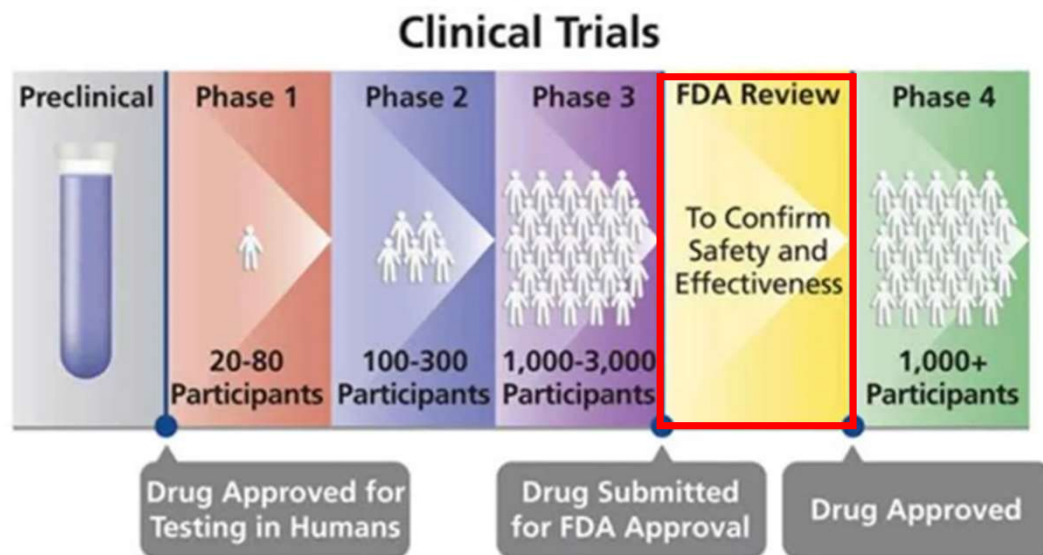 Clinical Trials
Preclinical
Phase 1
Phase 2
Phase 3
FDA Review
Phase 4
To Confirm
Safety and
Effectiveness
20-80
Participants
100-300
Participants
1,000-3,000
Participants
1,000+
Participants
Drug Approved for
Testing in Humans
Drug Submitted
for FDA Approval
Drug Approved